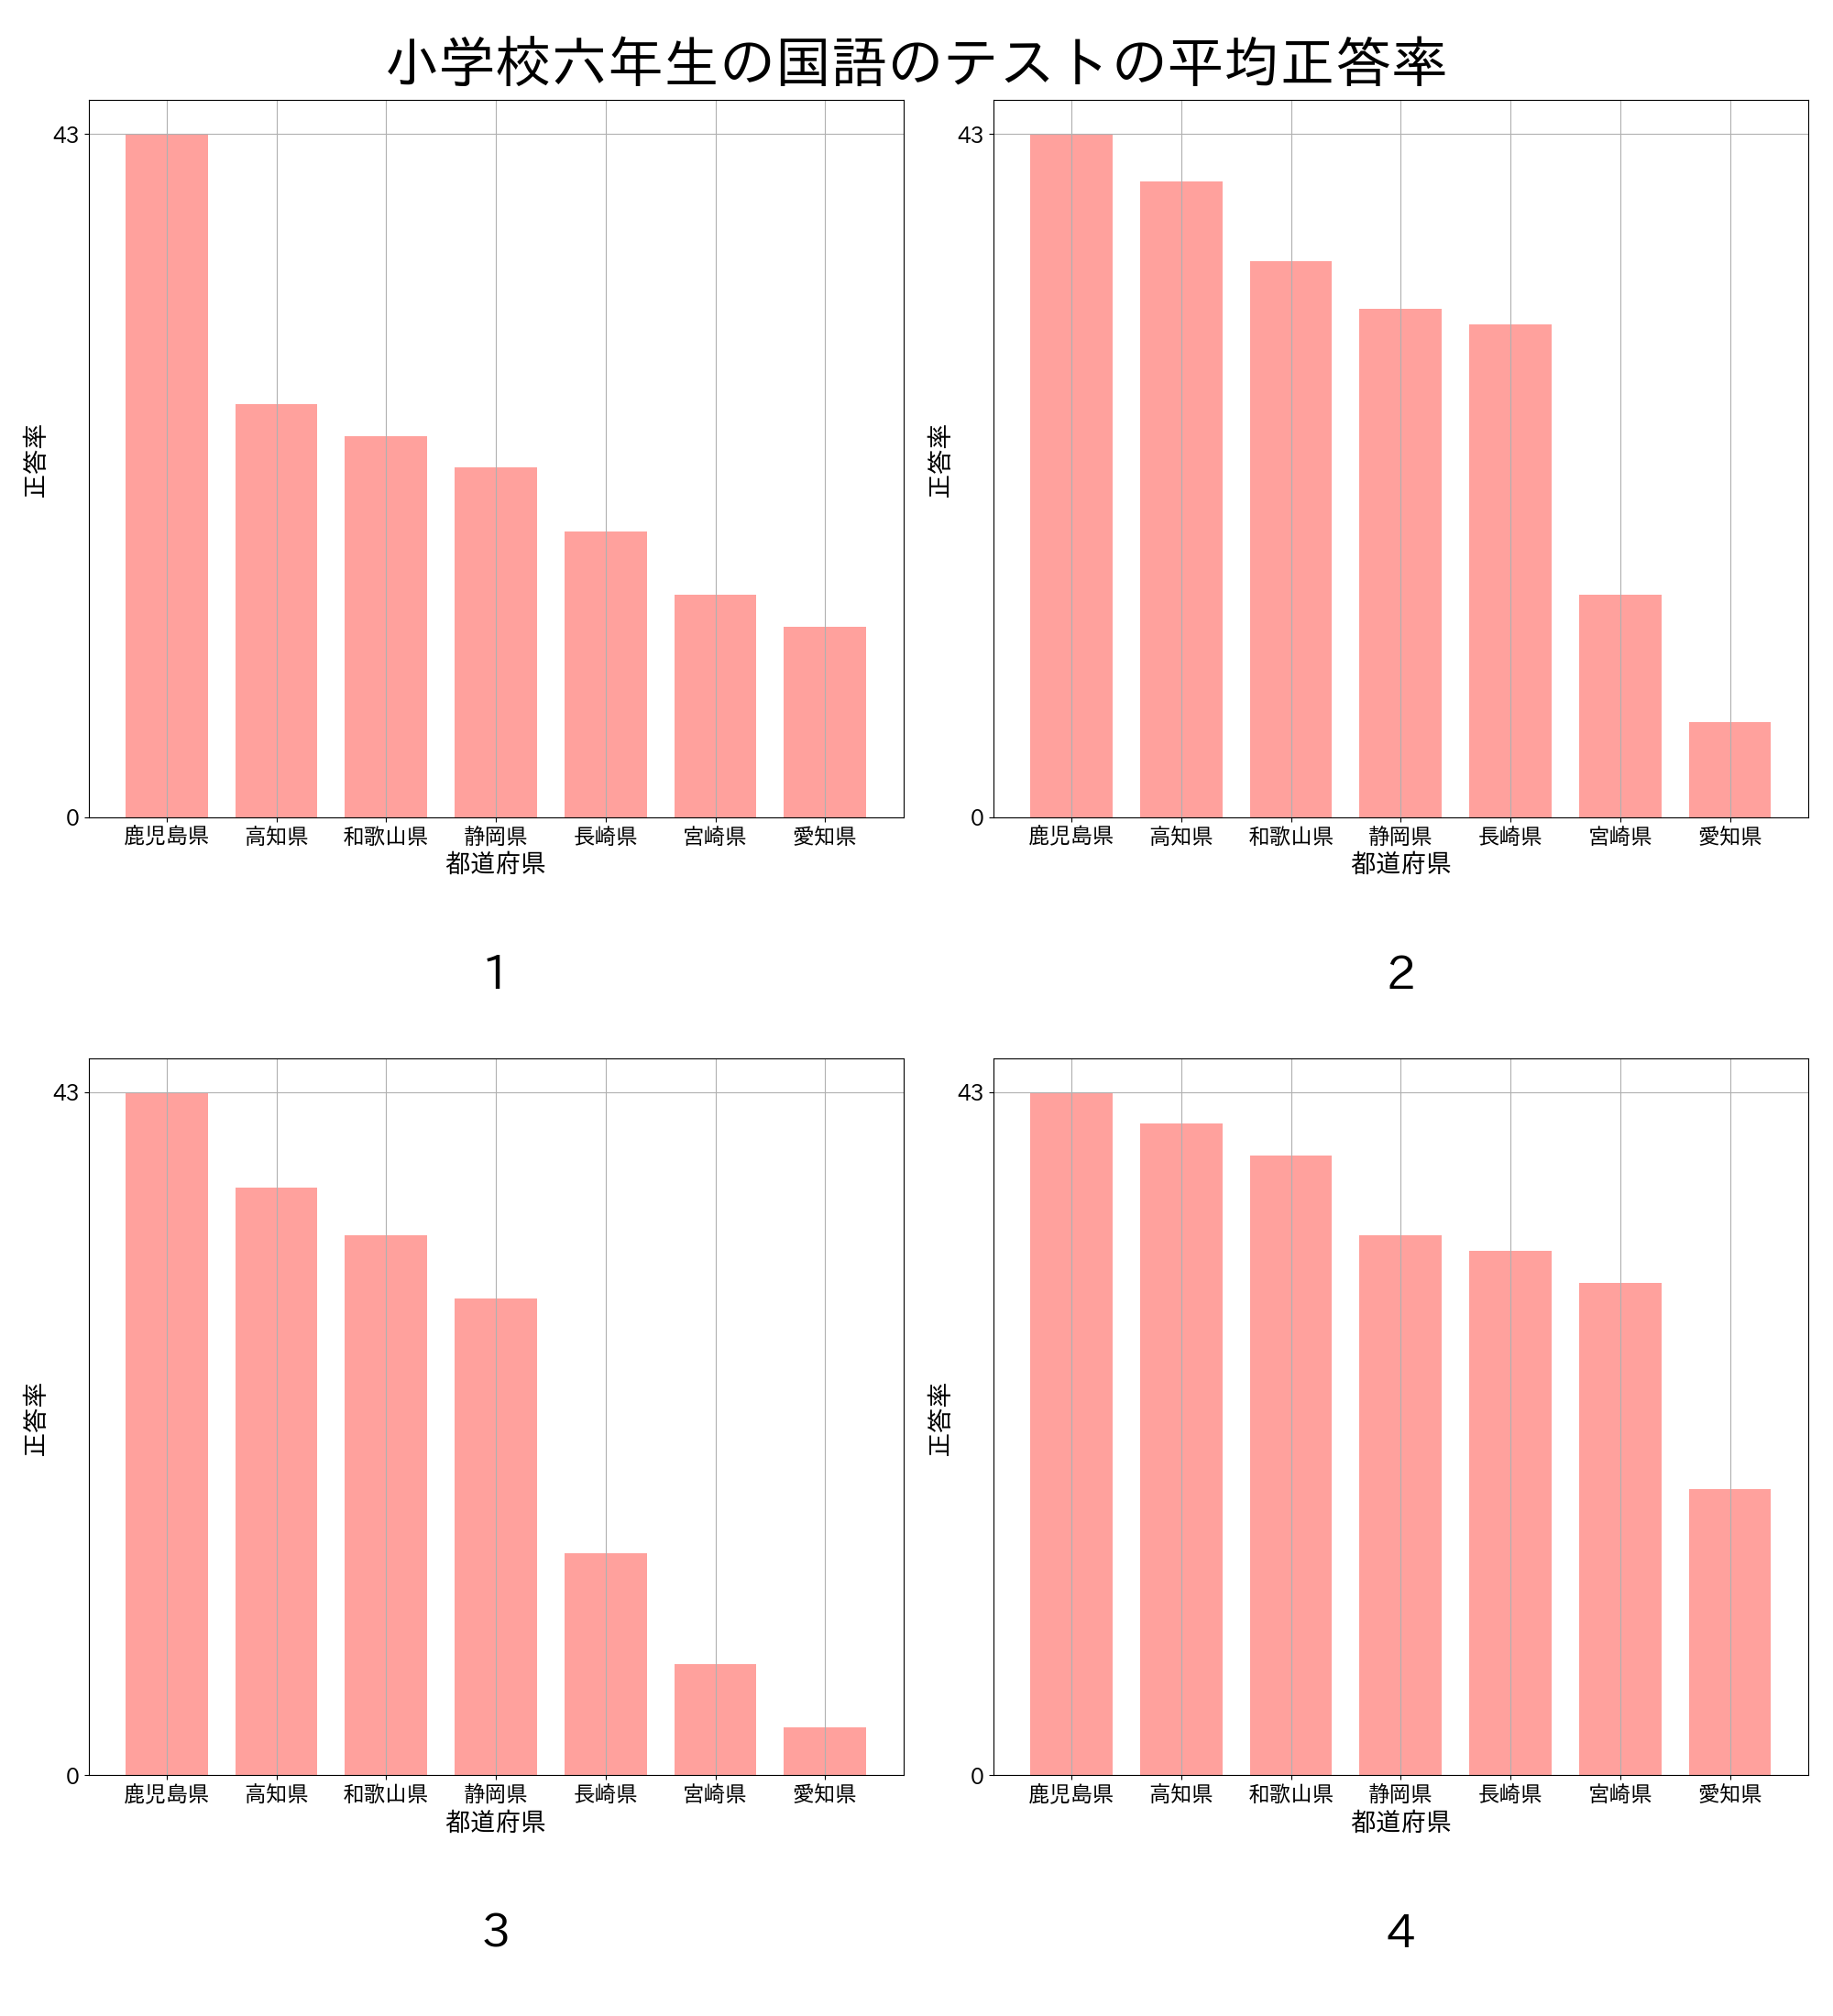 小学校六年生の国語のテストの平均正答率
43
0
正答率
鹿児島県 高知県 和歌山県 静岡県 長崎県 宮崎県 愛知県
都道府県
1
43
0
正答率
鹿児島県 高知県 和歌山県 静岡県 長崎県 宮崎県 愛知県
都道府県
2
43
0
正答率
鹿児島県 高知県 和歌山県 静岡県 長崎県 宮崎県 愛知県
都道府県
3
43
0
正答率
鹿児島県 高知県 和歌山県 静岡県 長崎県 宮崎県 愛知県
都道府県
4